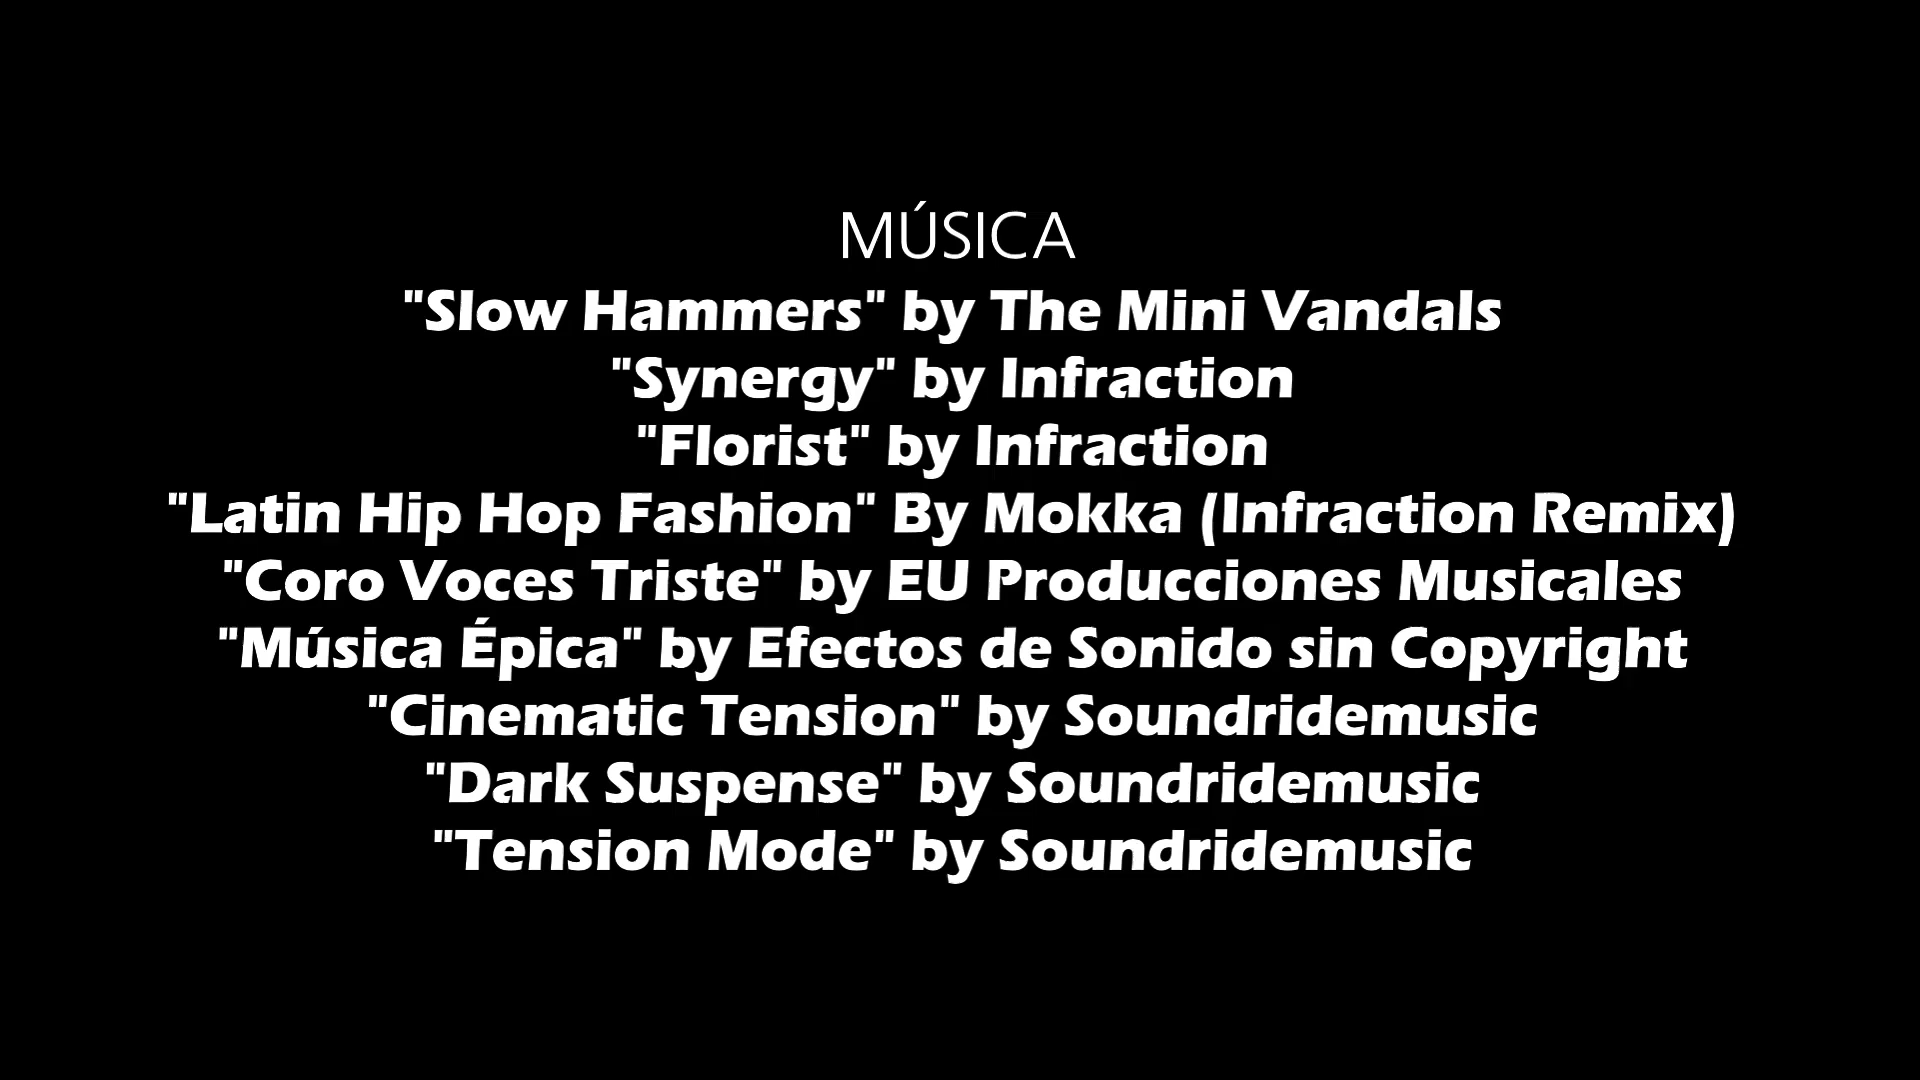 MÚSICA
"Slow Hammers" by The Mini Vandals
"Synergy" by Infraction
"Florist" by Infraction
"Latin Hip Hop Fashion" By Mokka (Infraction Remix)
"Coro Voces Triste" by EU Producciones Musicales
"Música Épica" by Efectos de Sonido sin Copyright
"Cinematic Tension" by Soundridemusic
"Dark Suspense" by Soundridemusic
"Tension Mode" by Soundridemusic